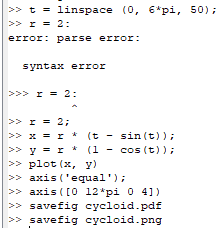 >> t = linspace (0, 6*pi, 50);
>> r = 2:
error: parse error:
syntax error
>>> r = 2:
^
>> r = 2;
>> x = r * (t - sin(t));
>> y = r * (1 - cos(t));
>> plot(x, y)
>> axis('equal');
>> axis([0 12*pi 0 4])
>> savefig cycloid.pdf
>> savefig cycloid.png